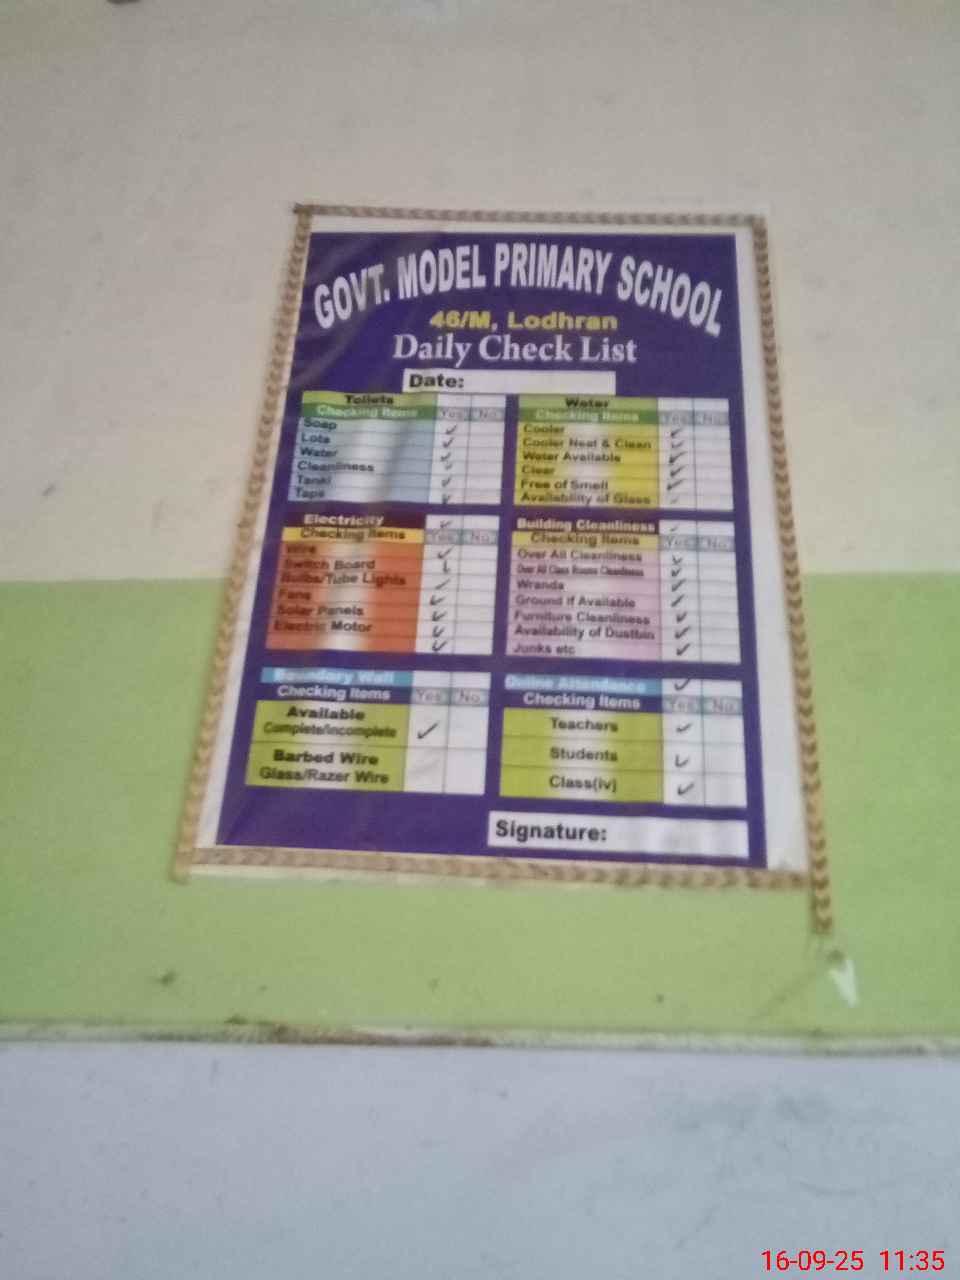 GOVT. MODEL PRIMARY SCHOOL
46/M, Lodhran
Daily Check List
Date:
Toilets
Checking Items Yes No
Soap
Lota
Water
Cleanliness
Tanki
Taps
Water
Checking Items Yes No
Cooler
Cooler Neat & Clean
Water Available
Clear
Free of Smell
Availability of Glass
Electricity
Checking Items Yes No
Wire
Switch Board
Bulbs/Tube Lights
Fans
Solar Panels
Electric Motor
Building Cleanliness
Checking Items Yes No
Over All Cleanliness
Over All Class Rooms Cleanliness
Wranda
Ground if Available
Furniture Cleanliness
Availability of Dustbin
Junks etc
Boundary Wall
Checking Items Yes No
Available
Complete/Incomplete
Barbed Wire
Glass/Razer Wire
Online Attendance
Checking Items Yes No
Teachers
Students
Class(iv)
Signature:
16-09-25 11:35